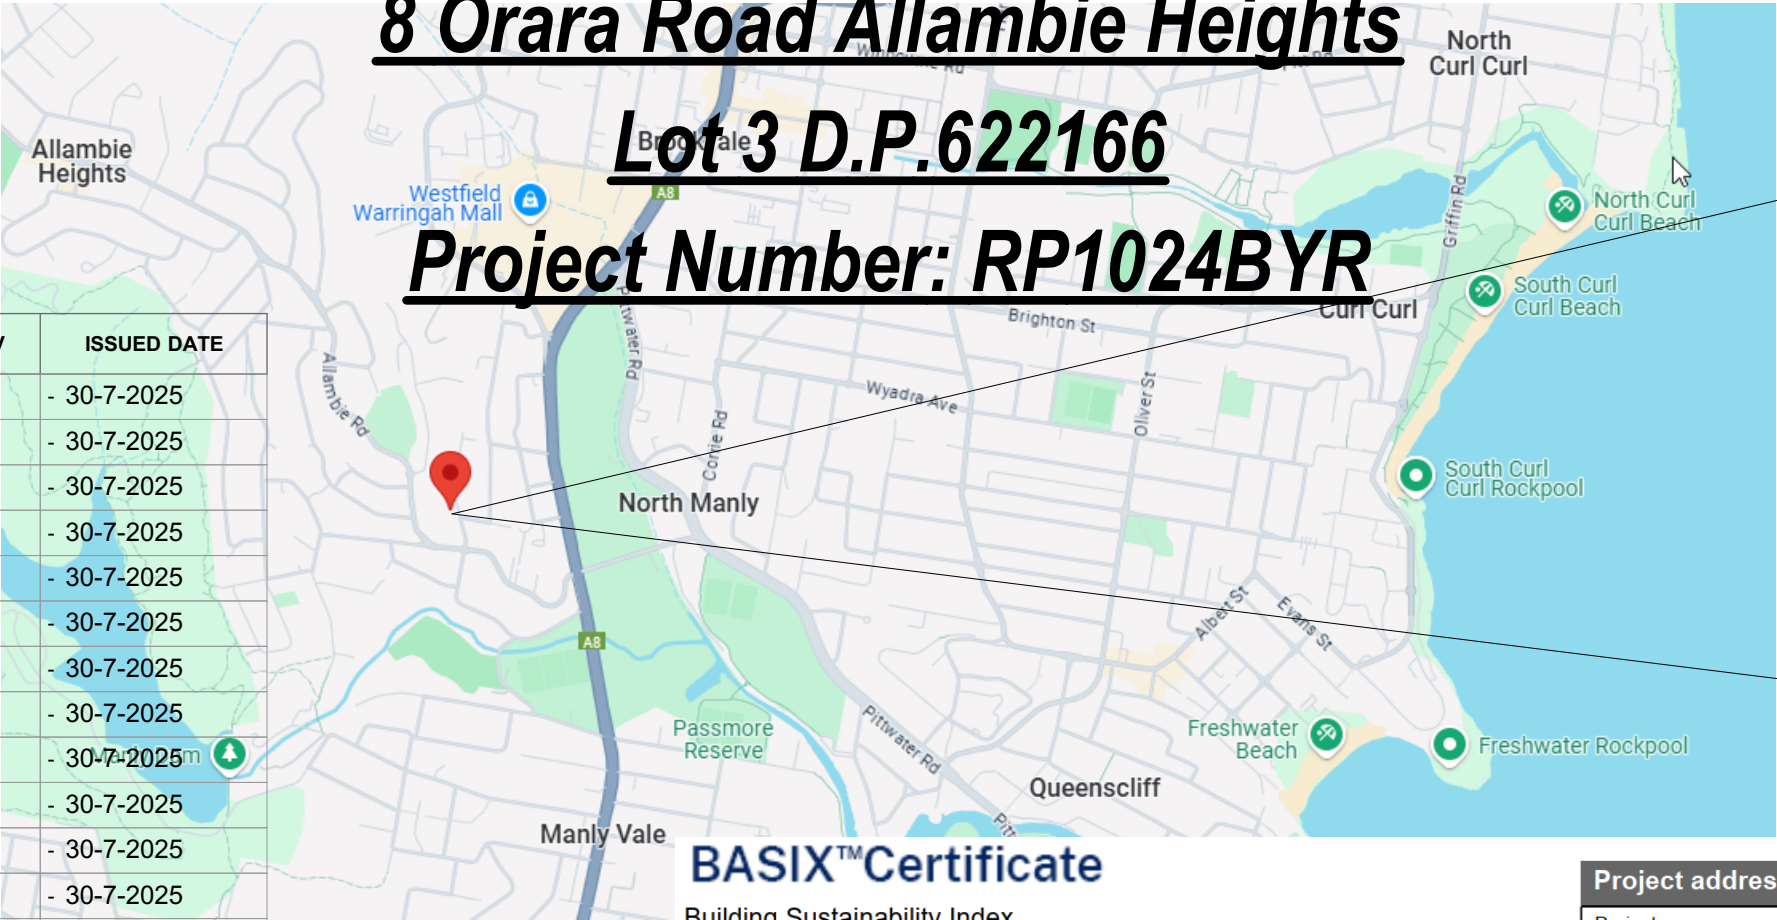 8 Orara Road Allambie Heights
Lot 3 D.P.622166
Project Number: RP1024BYR
North
Curl Curl
Allambie
Heights
Brookvale
Westfield
Warringah Mall
A8
Griffin Rd
North Curl
Curl Beach
South Curl
Curl Beach
Curl Curl
Pittwater Rd
Brighton St
ISSUED DATE
- 30-7-2025
- 30-7-2025
- 30-7-2025
- 30-7-2025
- 30-7-2025
- 30-7-2025
- 30-7-2025
- 30-7-2025
- 30-7-2025
- 30-7-2025
- 30-7-2025
- 30-7-2025
Allambie Rd
Wyadra Ave
Oliver St
Corrie Rd
North Manly
South Curl
Curl Rockpool
A8
Albert St
Evans St
Passmore
Reserve
Pittwater Rd
Freshwater
Beach
Freshwater Rockpool
Manly Dam
Queenscliff
Manly Vale
BASIX™Certificate
Building Sustainability Index
Project addres